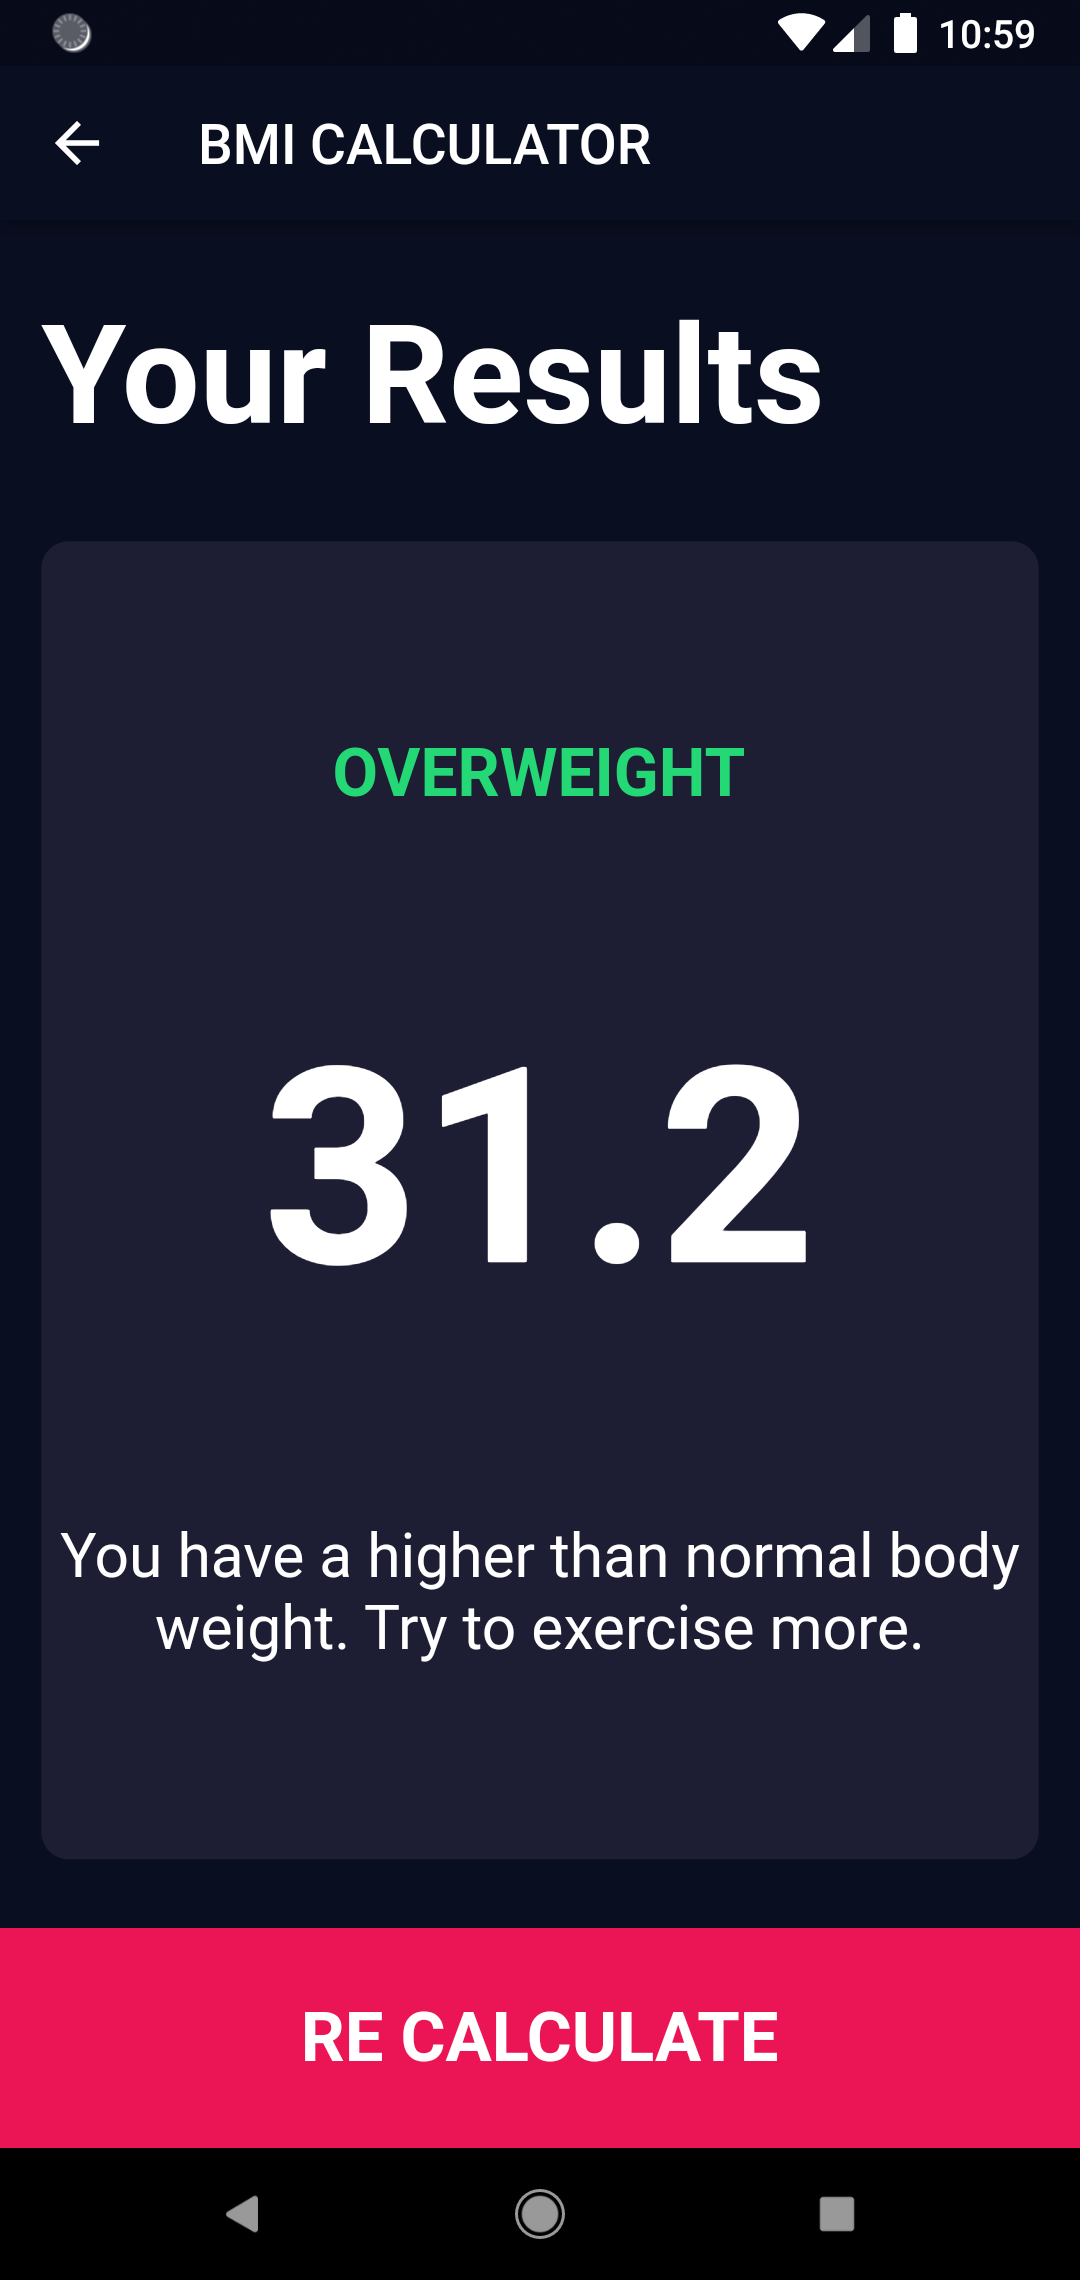 10:59
BMI CALCULATOR
Your Results
OVERWEIGHT
31.2
You have a higher than normal body
weight. Try to exercise more.
RE CALCULATE